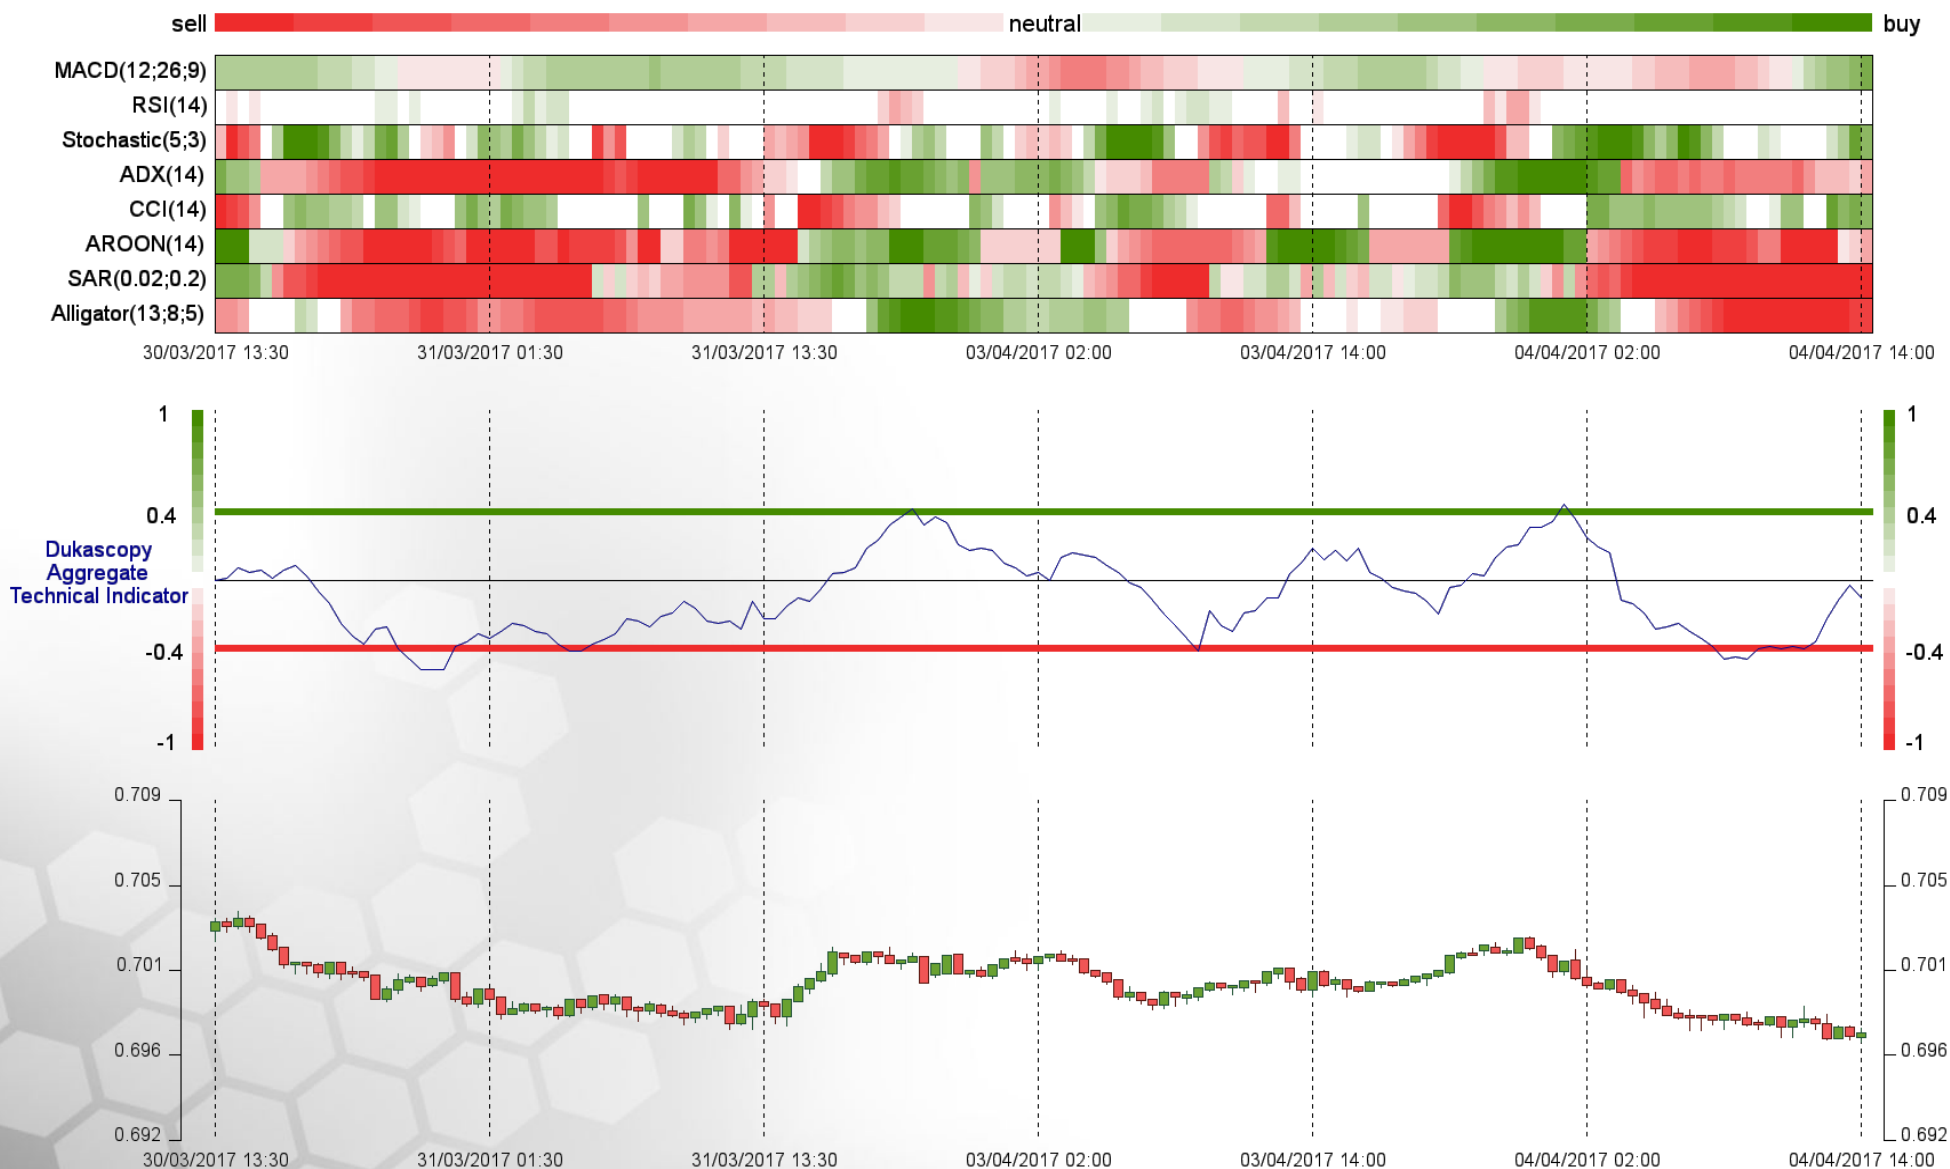 sell neutral buy
MACD(12;26;9)
RSI(14)
Stochastic(5;3)
ADX(14)
CCI(14)
AROON(14)
SAR(0.02;0.2)
Alligator(13;8;5)
30/03/2017 13:30 31/03/2017 01:30 31/03/2017 13:30 03/04/2017 02:00 03/04/2017 14:00 04/04/2017 02:00 04/04/2017 14:00
1 1
0.4 0.4
Dukascopy
Aggregate
Technical Indicator
-0.4 -0.4
-1 -1
0.709 0.709
0.705 0.705
0.701 0.701
0.696 0.696
0.692 0.692
30/03/2017 13:30 31/03/2017 01:30 31/03/2017 13:30 03/04/2017 02:00 03/04/2017 14:00 04/04/2017 02:00 04/04/2017 14:00